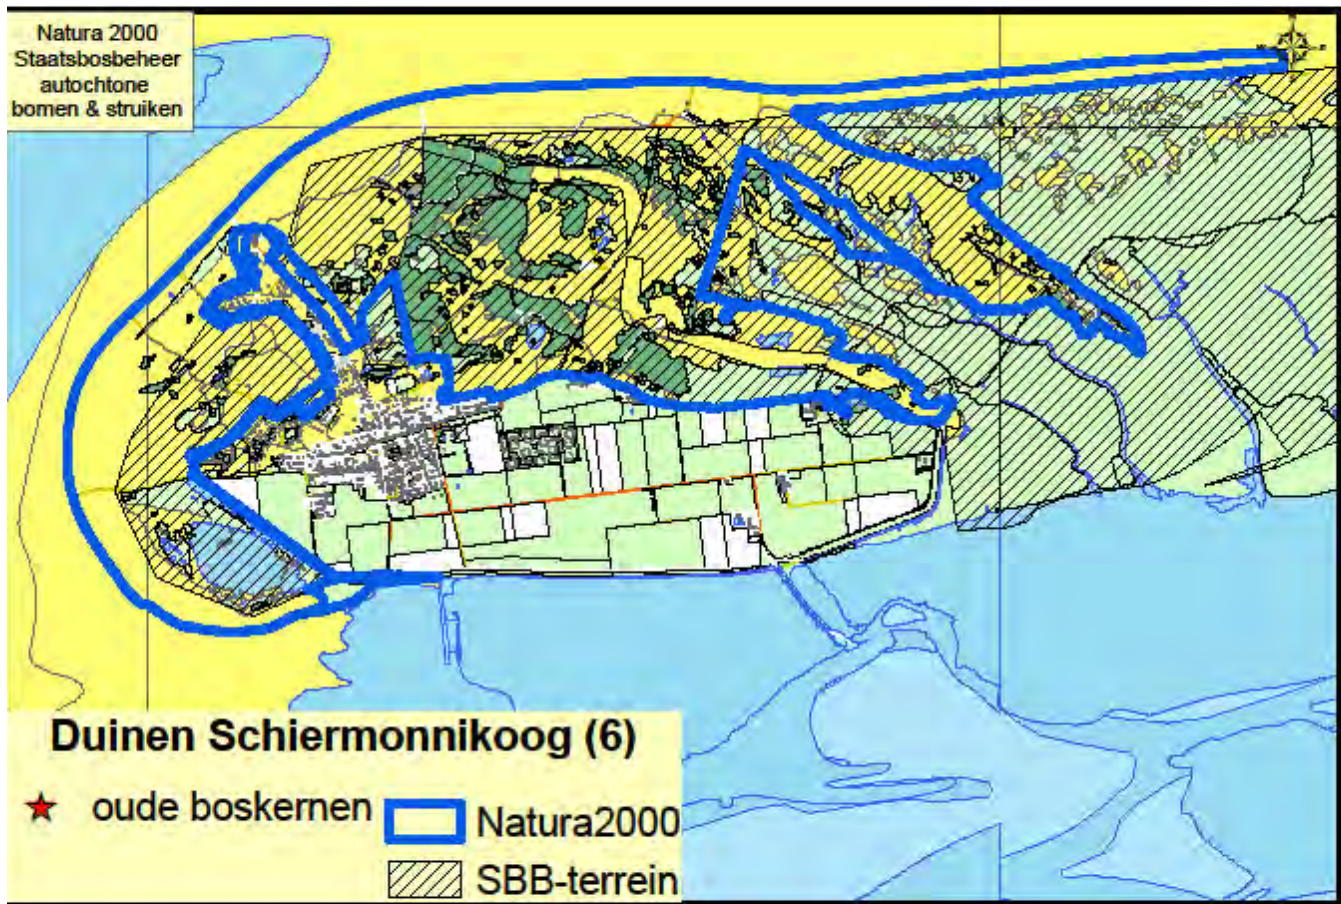 Natura 2000
Staatsbosbeheer
autochtone
bomen & struiken
Duinen Schiermonnikoog (6)
oude boskernen
Natura2000
SBB-terrein